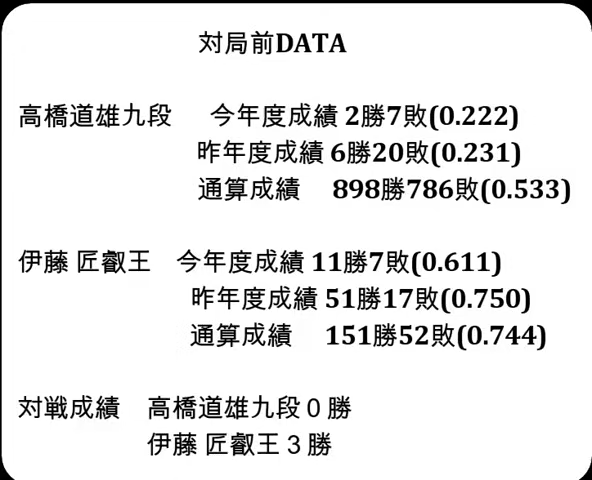 対局前DATA
高橋道雄九段 今年度成績 2勝7敗(0.222)
昨年度成績 6勝20敗(0.231)
通算成績 898勝786敗(0.533)
伊藤 匠叡王 今年度成績 11勝7敗(0.611)
昨年度成績 51勝17敗(0.750)
通算成績 151勝52敗(0.744)
対戦成績 高橋道雄九段 0 勝
伊藤 匠叡王 3 勝